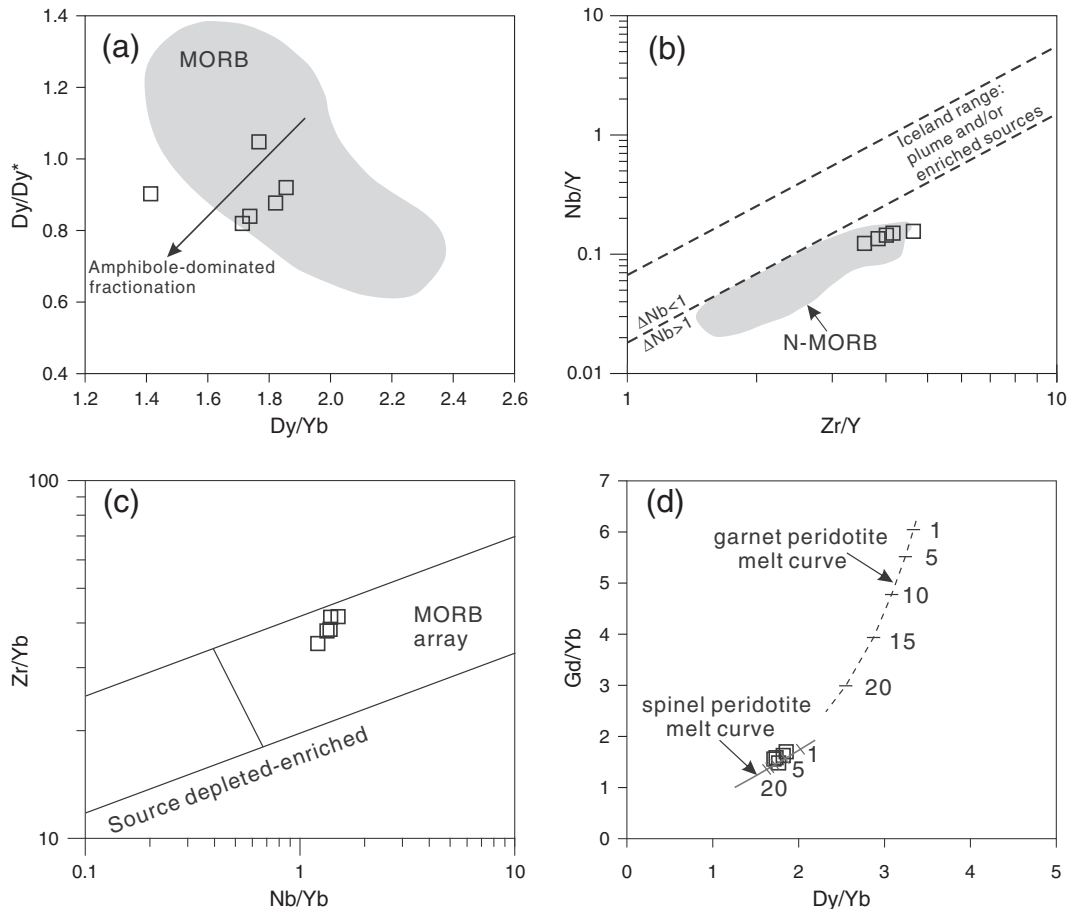 (a)
MORB
Amphibole-dominated
fractionation
1.4
1.2
1.0
0.8
0.6
0.4
Dy/Dy*
1.2
1.4
1.6
1.8
2.0
2.2
2.4
2.6
Dy/Yb
(b)
Iceland range:
plume and/or
enriched sources
ΔNb<1
ΔNb>1
N-MORB
10
1
0.1
0.01
Nb/Y
1
10
Zr/Y
(c)
MORB
array
Source depleted-enriched
100
10
Zr/Yb
0.1
1
10
Nb/Yb
(d)
garnet peridotite
melt curve
1
5
10
15
20
spinel peridotite
melt curve
1
5
20
7
6
5
4
3
2
1
0
Gd/Yb
0
1
2
3
4
5
Dy/Yb